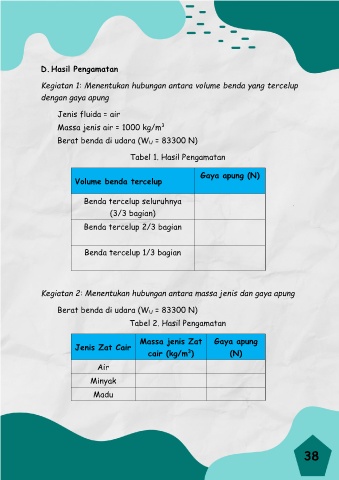 D. Hasil Pengamatan
Kegiatan 1: Menentukan hubungan antara volume benda yang tercelup
dengan gaya apung
Jenis fluida = air
Massa jenis air = 1000 kg/m³
Berat benda di udara (Wᵤ = 83300 N)
Tabel 1. Hasil Pengamatan
Volume benda tercelup
Gaya apung (N)
Benda tercelup seluruhnya
(3/3 bagian)
Benda tercelup 2/3 bagian
Benda tercelup 1/3 bagian
Kegiatan 2: Menentukan hubungan antara massa jenis dan gaya apung
Berat benda di udara (Wᵤ = 83300 N)
Tabel 2. Hasil Pengamatan
Jenis Zat Cair
Massa jenis Zat
cair (kg/m³)
Gaya apung
(N)
Air
Minyak
Madu
38